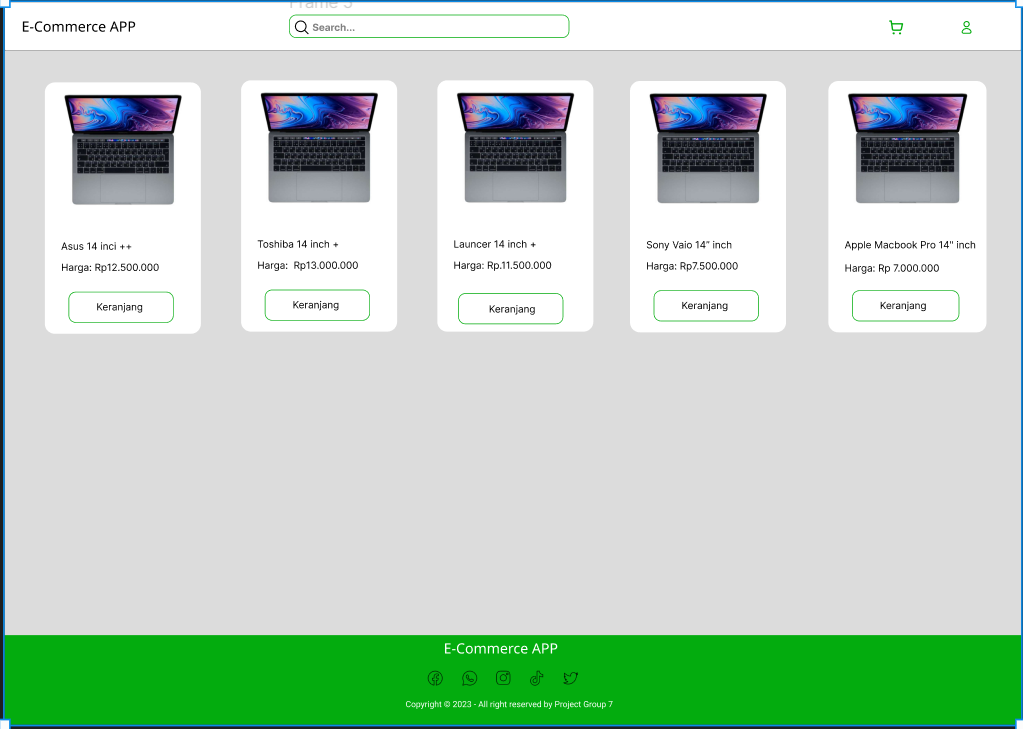 Frame 3
E-Commerce APP
Search...
Asus 14 inci ++
Harga: Rp12.500.000
Keranjang
Toshiba 14 inch +
Harga:  Rp13.000.000
Keranjang
Launcer 14 inch +
Harga: Rp.11.500.000
Keranjang
Sony Vaio 14” inch
Harga: Rp7.500.000
Keranjang
Apple Macbook Pro 14" inch
Harga: Rp 7.000.000
Keranjang
E-Commerce APP
Copyright © 2023 - All right reserved by Project Group 7